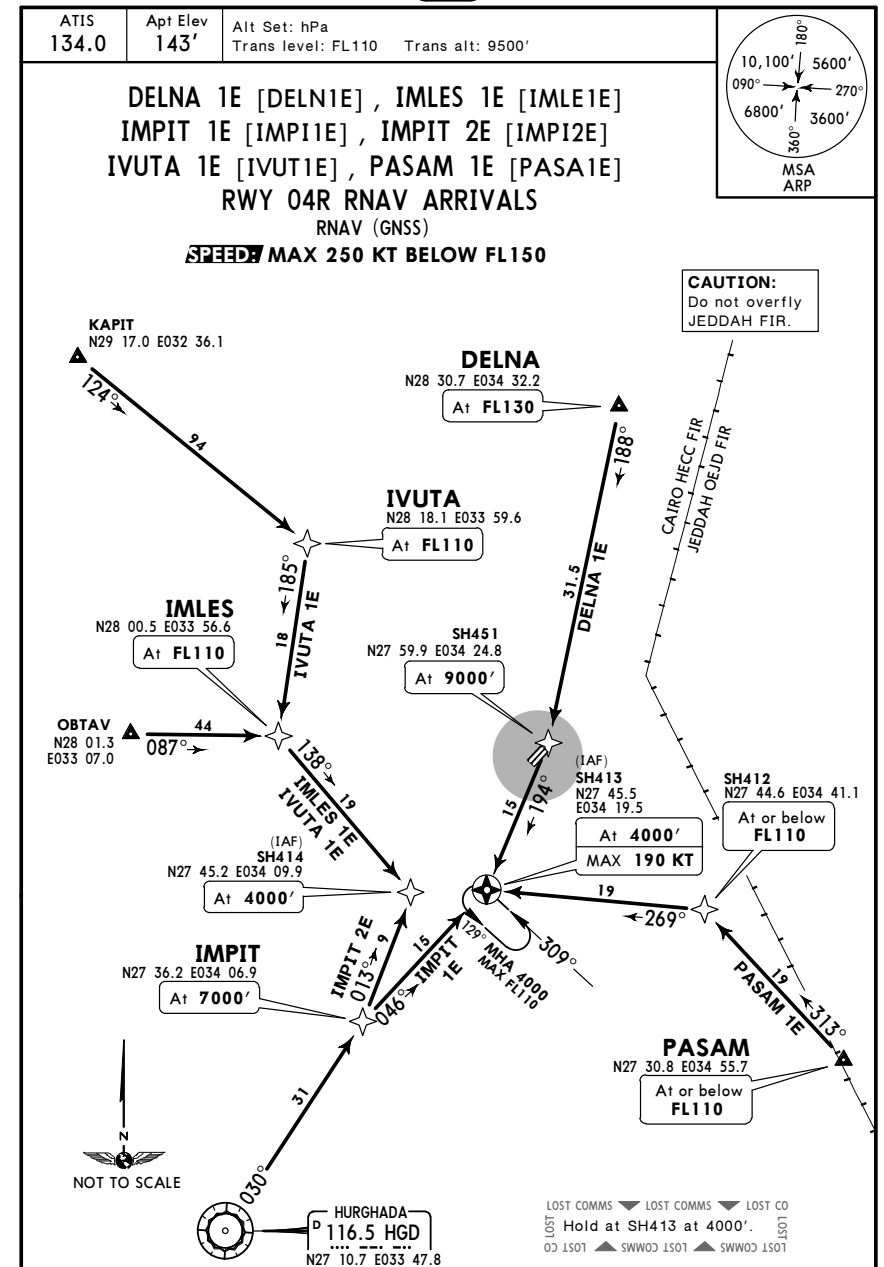 ATIS
134.0
Apt Elev
143'
Alt Set: hPa
Trans level: FL110 Trans alt: 9500'
180°
10,100' 5600'
090° 270°
6800' 3600'
360°
MSA
ARP
DELNA 1E [DELN1E] , IMLES 1E [IMLE1E]
IMPIT 1E [IMPI1E] , IMPIT 2E [IMPI2E]
IVUTA 1E [IVUT1E] , PASAM 1E [PASA1E]
RWY 04R RNAV ARRIVALS
RNAV (GNSS)
SPEED: MAX 250 KT BELOW FL150
CAUTION:
Do not overfly
JEDDAH FIR.
KAPIT
N29 17.0 E032 36.1
124°
94
DELNA
N28 30.7 E034 32.2
At FL130
188°
31.5
DELNA 1E
CAIRO HECC FIR
JEDDAH OEJD FIR
IVUTA
N28 18.1 E033 59.6
At FL110
185°
18
IVUTA 1E
IMLES
N28 00.5 E033 56.6
At FL110
SH451
N27 59.9 E034 24.8
At 9000'
OBTAV
N28 01.3
E033 07.0
44
087°
138°
19
IMLES 1E
IVUTA 1E
194°
15
(IAF)
SH413
N27 45.5
E034 19.5
At 4000'
MAX 190 KT
SH412
N27 44.6 E034 41.1
At or below
FL110
(IAF)
SH414
N27 45.2 E034 09.9
At 4000'
19
269°
309°
129°
MHA 4000
MAX FL110
IMPIT 2E
013°
9
15
046°
IMPIT
1E
IMPIT
N27 36.2 E034 06.9
At 7000'
19
PASAM 1E
313°
PASAM
N27 30.8 E034 55.7
At or below
FL110
31
030°
N
NOT TO SCALE
HURGHADA
D 116.5 HGD
N27 10.7 E033 47.8
LOST COMMS LOST COMMS LOST CO
LOST
Hold at SH413 at 4000'.
LOST
LOST COMMS LOST COMMS LOST CO